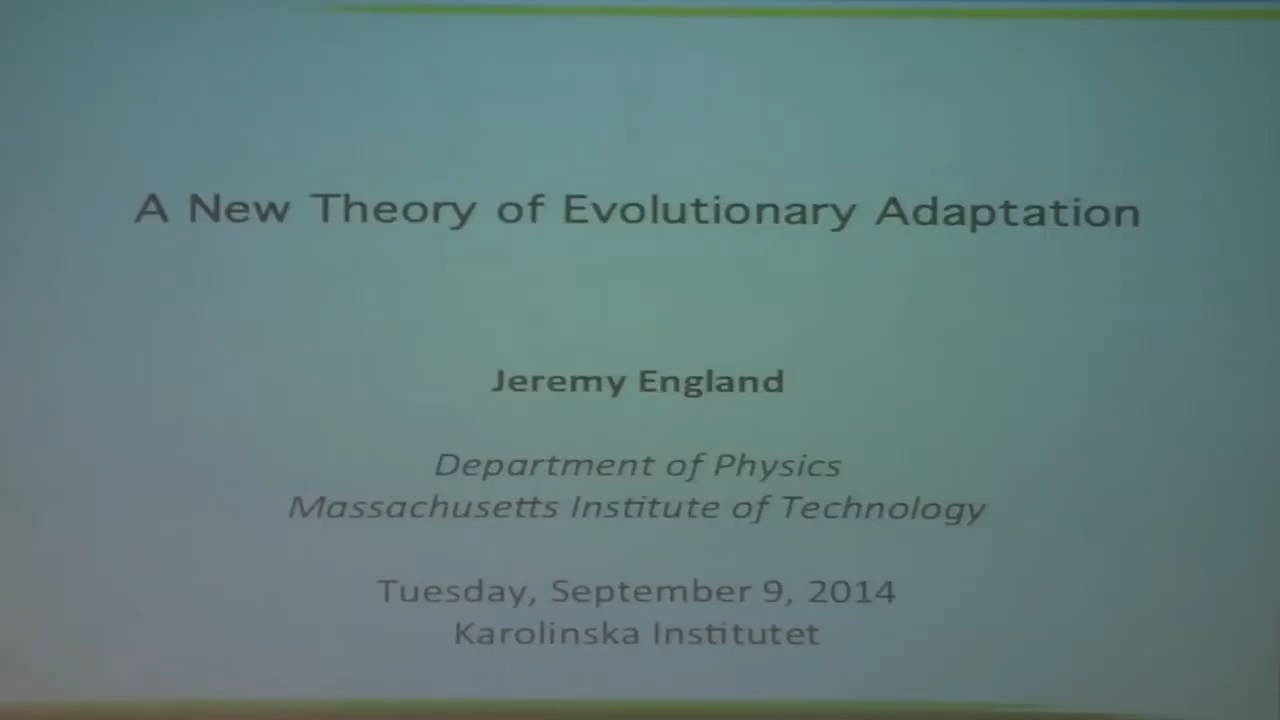 A New Theory of Evolutionary Adaptation
Jeremy England
Department of Physics
Massachusetts Institute of Technology
Tuesday, September 9, 2014
Karolinska Institutet